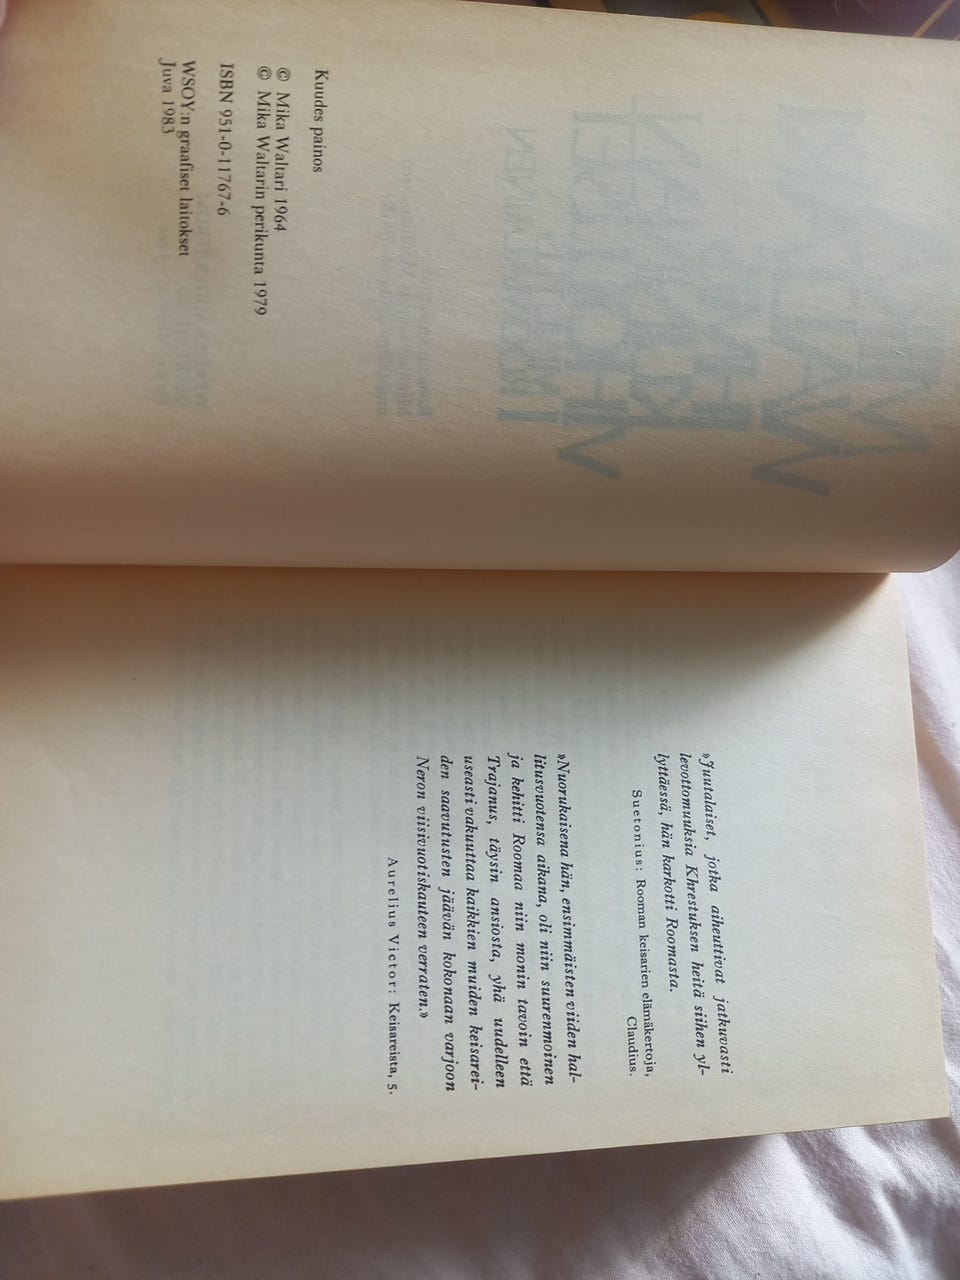 Kuudes painos
© Mika Waltari 1964
© Mika Waltarin perikunta 1979
ISBN 951-0-11767-6
WSOY:n graafiset laitokset
Juva 1983
»Juutalaiset, jotka aiheuttivat jatkuvasti
levottomuuksia Khrestuksen heitä siihen yl-
lyttäessä, hän karkotti Roomasta.
Suetonius: Rooman keisarien elämäkertoja,
Claudius.
»Nuorukaisena hän, ensimmäisten viiden hal-
litusvuotensa aikana, oli niin suurenmoinen
ja kehitti Roomaa niin monin tavoin että
Trajanus, täysin ansiosta, yhä uudelleen
useasti vakuuttaa kaikkien muiden keisarei-
den saavutusten jäävän kokonaan varjoon
Neron viisivuotiskauteen verraten.»
Aurelius Victor: Keisareista, 5.